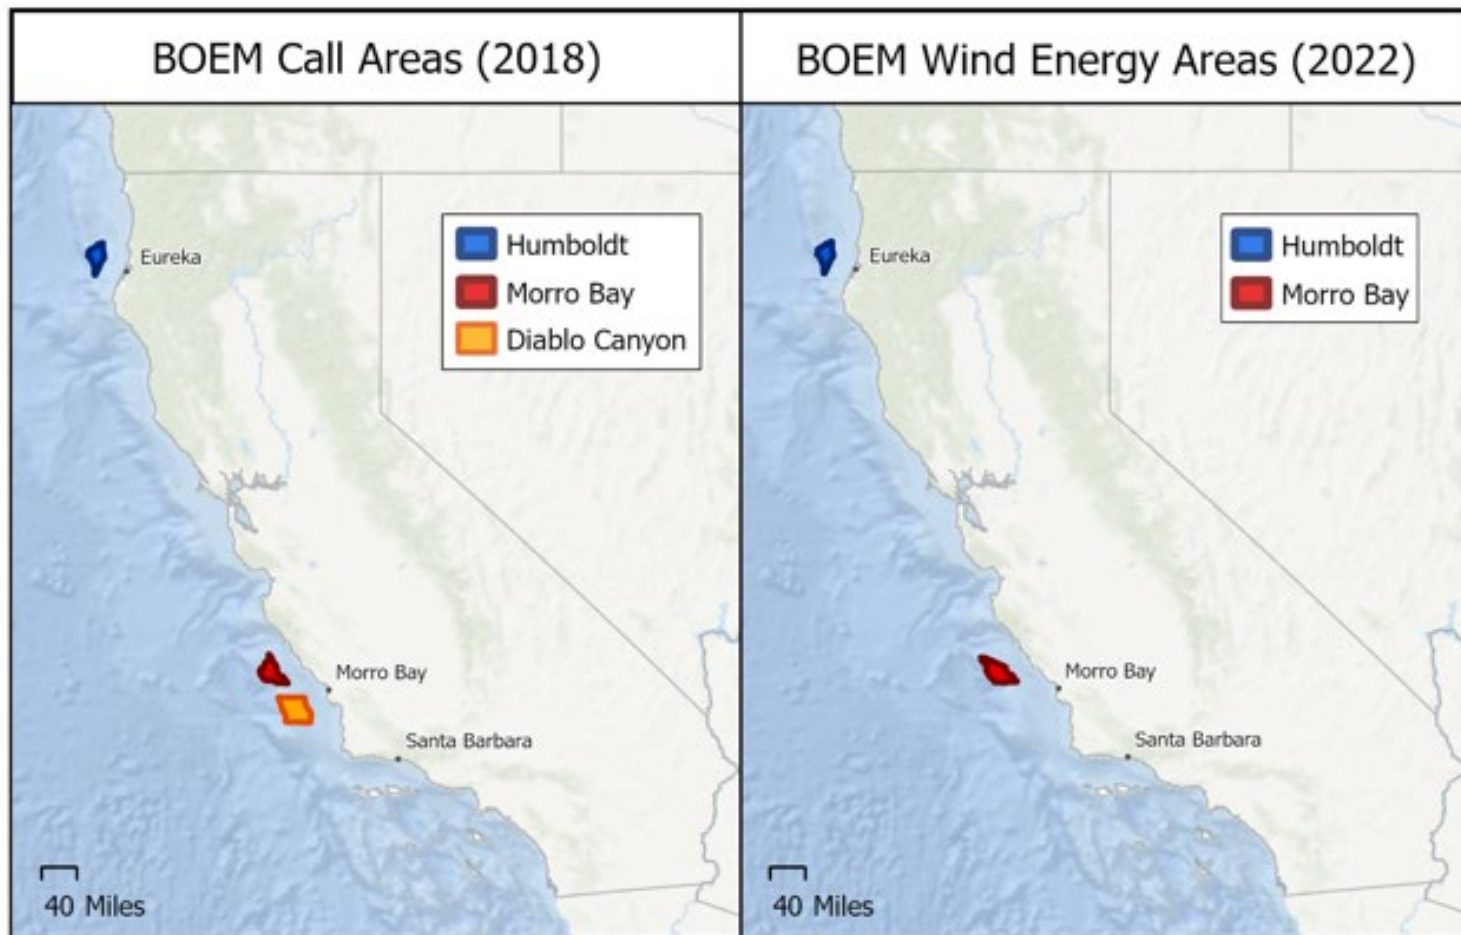 BOEM Call Areas (2018)
Humboldt
Morro Bay
Diablo Canyon
Eureka
Morro Bay
Santa Barbara
40 Miles
BOEM Wind Energy Areas (2022)
Humboldt
Morro Bay
Eureka
Morro Bay
Santa Barbara
40 Miles